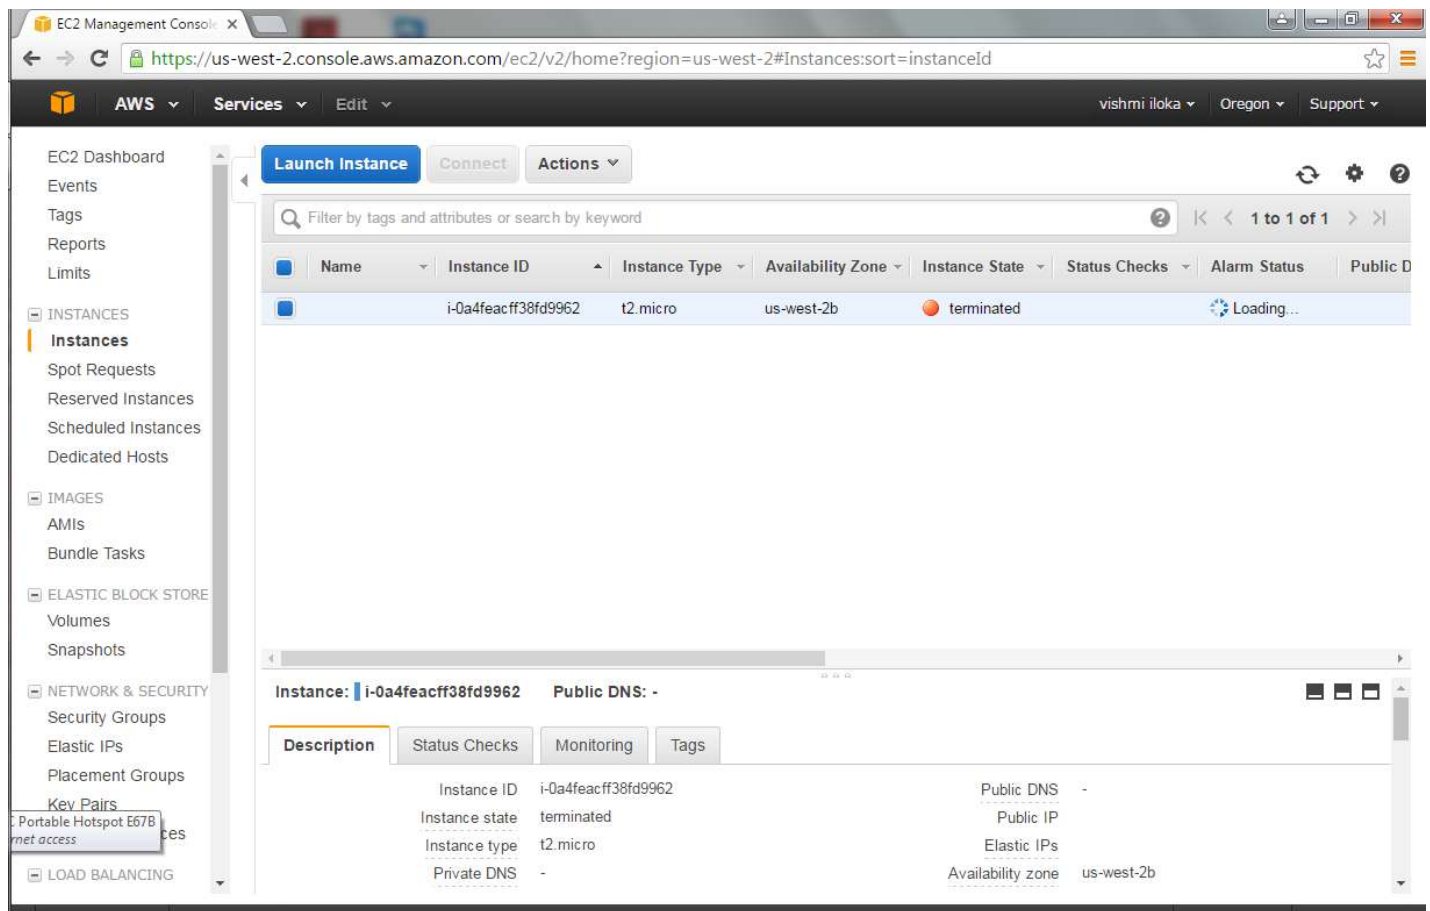 EC2 Management Consol
https://us-west-2.console.aws.amazon.com/ec2/v2/home?region=us-west-2#Instances:sort=instanceId
AWS Services Edit vishmi iloka Oregon Support
EC2 Dashboard
Events
Tags
Reports
Limits
INSTANCES
Instances
Spot Requests
Reserved Instances
Scheduled Instances
Dedicated Hosts
IMAGES
AMIs
Bundle Tasks
ELASTIC BLOCK STORE
Volumes
Snapshots
NETWORK & SECURITY
Security Groups
Elastic IPs
Placement Groups
Key Pairs
Portable Hotspot E67B
access
LOAD BALANCING
Launch Instance Connect Actions
Filter by tags and attributes or search by keyword 1 to 1 of 1
Name Instance ID Instance Type Availability Zone Instance State Status Checks Alarm Status Public D
i-0a4feacff38fd9962 t2.micro us-west-2b terminated Loading...
Instance: i-0a4feacff38fd9962 Public DNS: -
Description Status Checks Monitoring Tags
Instance ID i-0a4feacff38fd9962 Public DNS -
Instance state terminated Public IP
Instance type t2.micro Elastic IPs
Private DNS - Availability zone us-west-2b